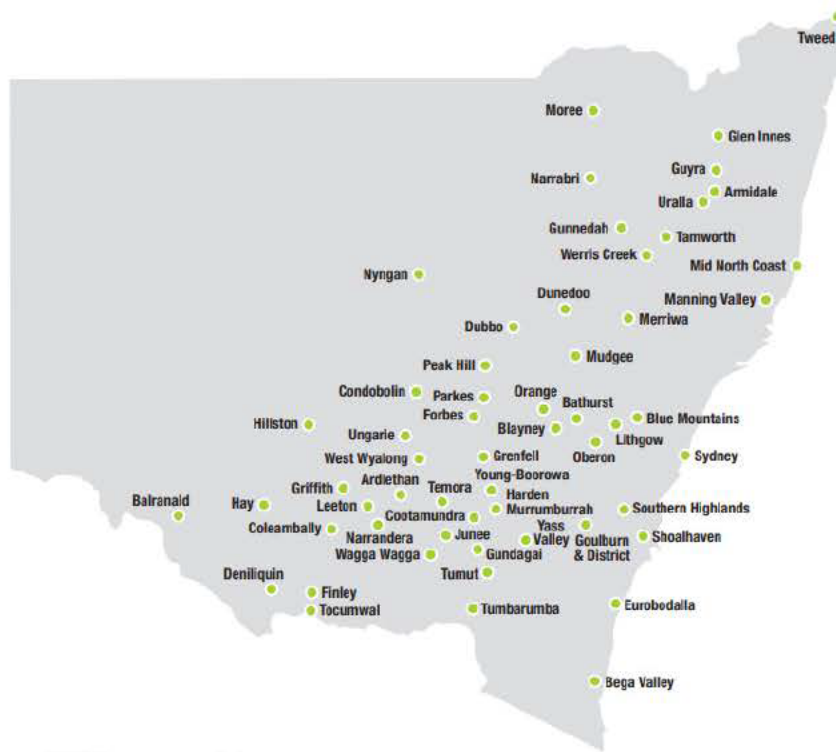 Tweed
Moree
Glen Innes
Guyra
Narrabri
Armidale
Uralla
Gunnedah
Tamworth
Werris Creek
Mid North Coast
Nyngan
Dunedoo
Manning Valley
Merriwa
Dubbo
Mudgee
Peak Hill
Condobolin
Parkes
Orange
Bathurst
Forbes
Blue Mountains
Hillston
Blayney
Lithgow
Ungarie
Oberon
West Wyalong
Grenfell
Sydney
Ardlethan
Young-Boorowa
Griffith
Temora
Harden
Balranald
Hay
Leeton
Murrumburrah
Southern Highlands
Coleambally
Cootamundra
Yass
Valley
Narrandera
Junee
Goulburn
& District
Shoalhaven
Wagga Wagga
Gundagai
Deniliquin
Tumut
Finley
Tocumwal
Tumbarumba
Eurobodalla
Bega Valley